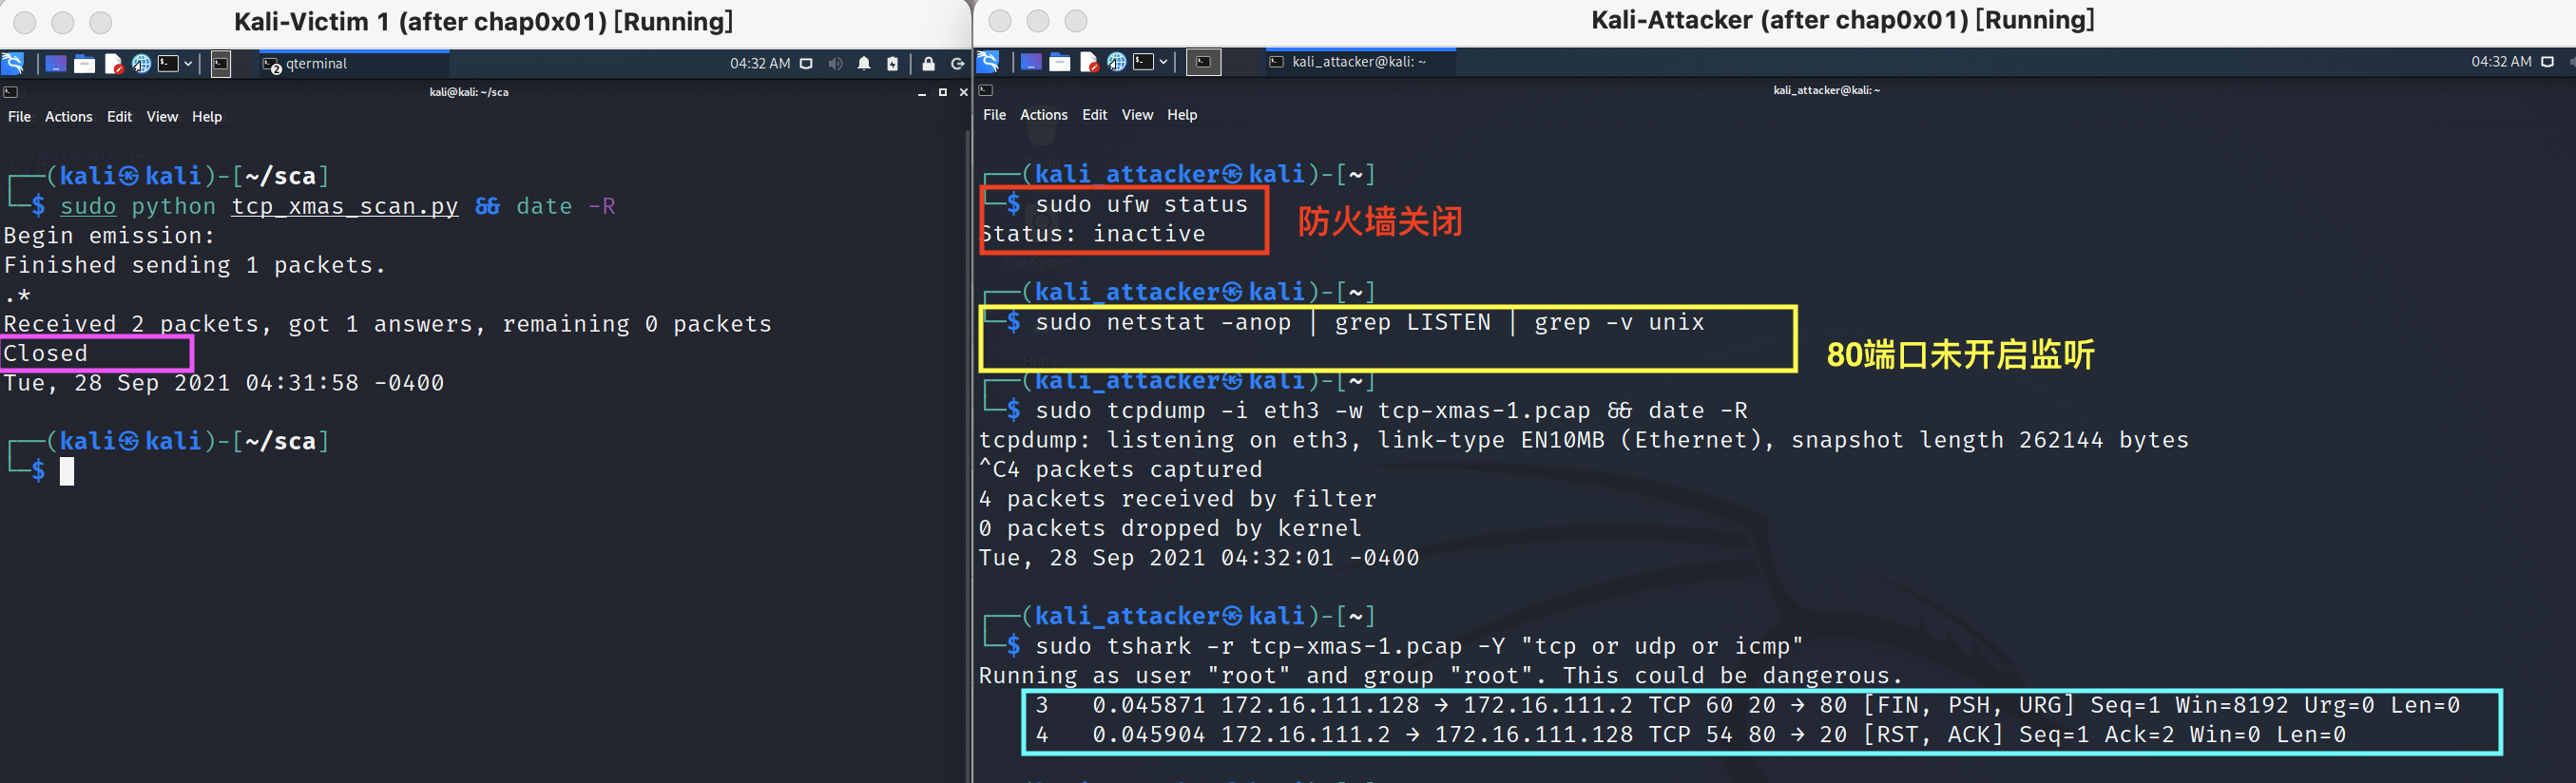 Kali-Victim 1 (after chap0x01) [Running]
qterminal
04:32 AM
kali@kali: ~/sca
File Actions Edit View Help
(kali㉿kali)-[~/sca]
$ sudo python tcp_xmas_scan.py && date -R
Begin emission:
Finished sending 1 packets.
.*
Received 2 packets, got 1 answers, remaining 0 packets
Closed
Tue, 28 Sep 2021 04:31:58 -0400
(kali㉿kali)-[~/sca]
$
Kali-Attacker (after chap0x01) [Running]
kali_attacker@kali: ~
04:32 AM
kali_attacker@kali: ~
File Actions Edit View Help
(kali_attacker㉿kali)-[~]
$ sudo ufw status
Status: inactive
防火墙关闭
(kali_attacker㉿kali)-[~]
$ sudo netstat -anop | grep LISTEN | grep -v unix
80端口未开启监听
(kali_attacker㉿kali)-[~]
$ sudo tcpdump -i eth3 -w tcp-xmas-1.pcap && date -R
tcpdump: listening on eth3, link-type EN10MB (Ethernet), snapshot length 262144 bytes
^C4 packets captured
4 packets received by filter
0 packets dropped by kernel
Tue, 28 Sep 2021 04:32:01 -0400
(kali_attacker㉿kali)-[~]
$ sudo tshark -r tcp-xmas-1.pcap -Y "tcp or udp or icmp"
Running as user "root" and group "root". This could be dangerous.
3 0.045871 172.16.111.128 → 172.16.111.2 TCP 60 20 → 80 [FIN, PSH, URG] Seq=1 Win=8192 Urg=0 Len=0
4 0.045904 172.16.111.2 → 172.16.111.128 TCP 54 80 → 20 [RST, ACK] Seq=1 Ack=2 Win=0 Len=0